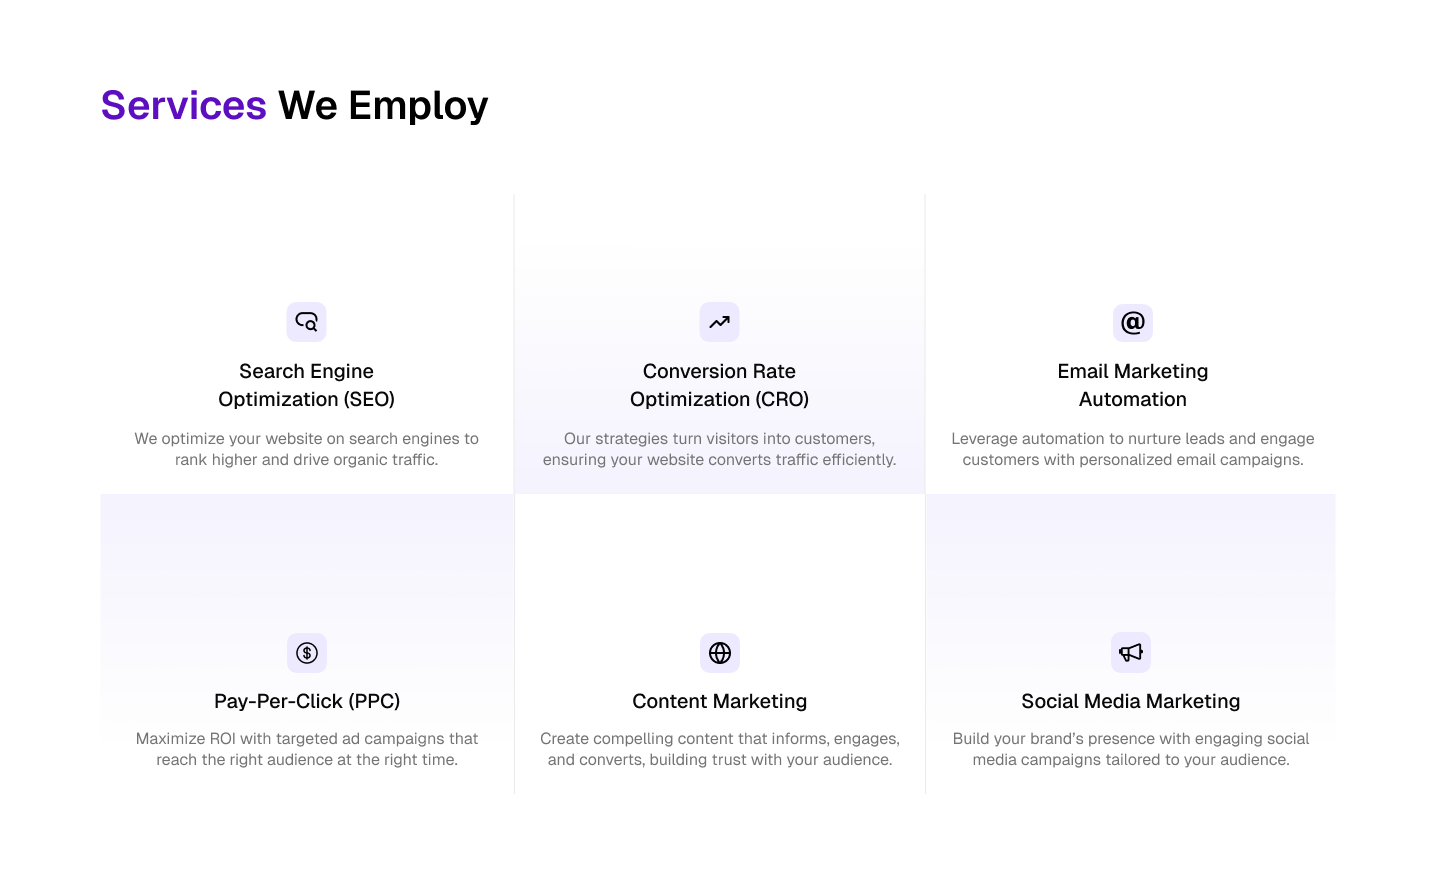 Services We Employ
Search Engine
Optimization (SEO)
We optimize your website on search engines to
rank higher and drive organic traffic.
Conversion Rate
Optimization (CRO)
Our strategies turn visitors into customers,
ensuring your website converts traffic efficiently.
@
Email Marketing
Automation
Leverage automation to nurture leads and engage
customers with personalized email campaigns.
$
Pay-Per-Click (PPC)
Maximize ROI with targeted ad campaigns that
reach the right audience at the right time.
Content Marketing
Create compelling content that informs, engages,
and converts, building trust with your audience.
Social Media Marketing
Build your brand’s presence with engaging social
media campaigns tailored to your audience.